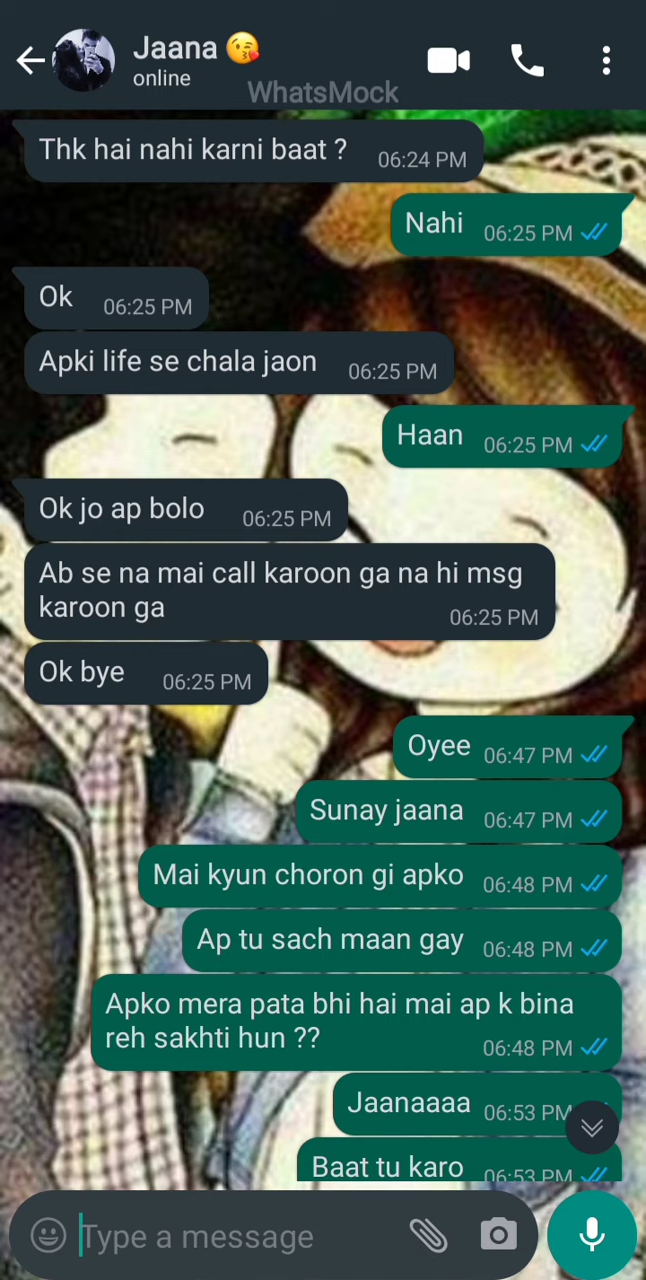 Jaana 😘
online
WhatsMock
Thk hai nahi karni baat ? 06:24 PM
Nahi 06:25 PM
Ok 06:25 PM
Apki life se chala jaon 06:25 PM
Haan 06:25 PM
Ok jo ap bolo 06:25 PM
Ab se na mai call karoon ga na hi msg
karoon ga 06:25 PM
Ok bye 06:25 PM
Oyee 06:47 PM
Sunay jaana 06:47 PM
Mai kyun choron gi apko 06:48 PM
Ap tu sach maan gay 06:48 PM
Apko mera pata bhi hai mai ap k bina
reh sakhti hun ?? 06:48 PM
Jaanaaaa 06:53 PM
Baat tu karo 06:53 PM
Type a message